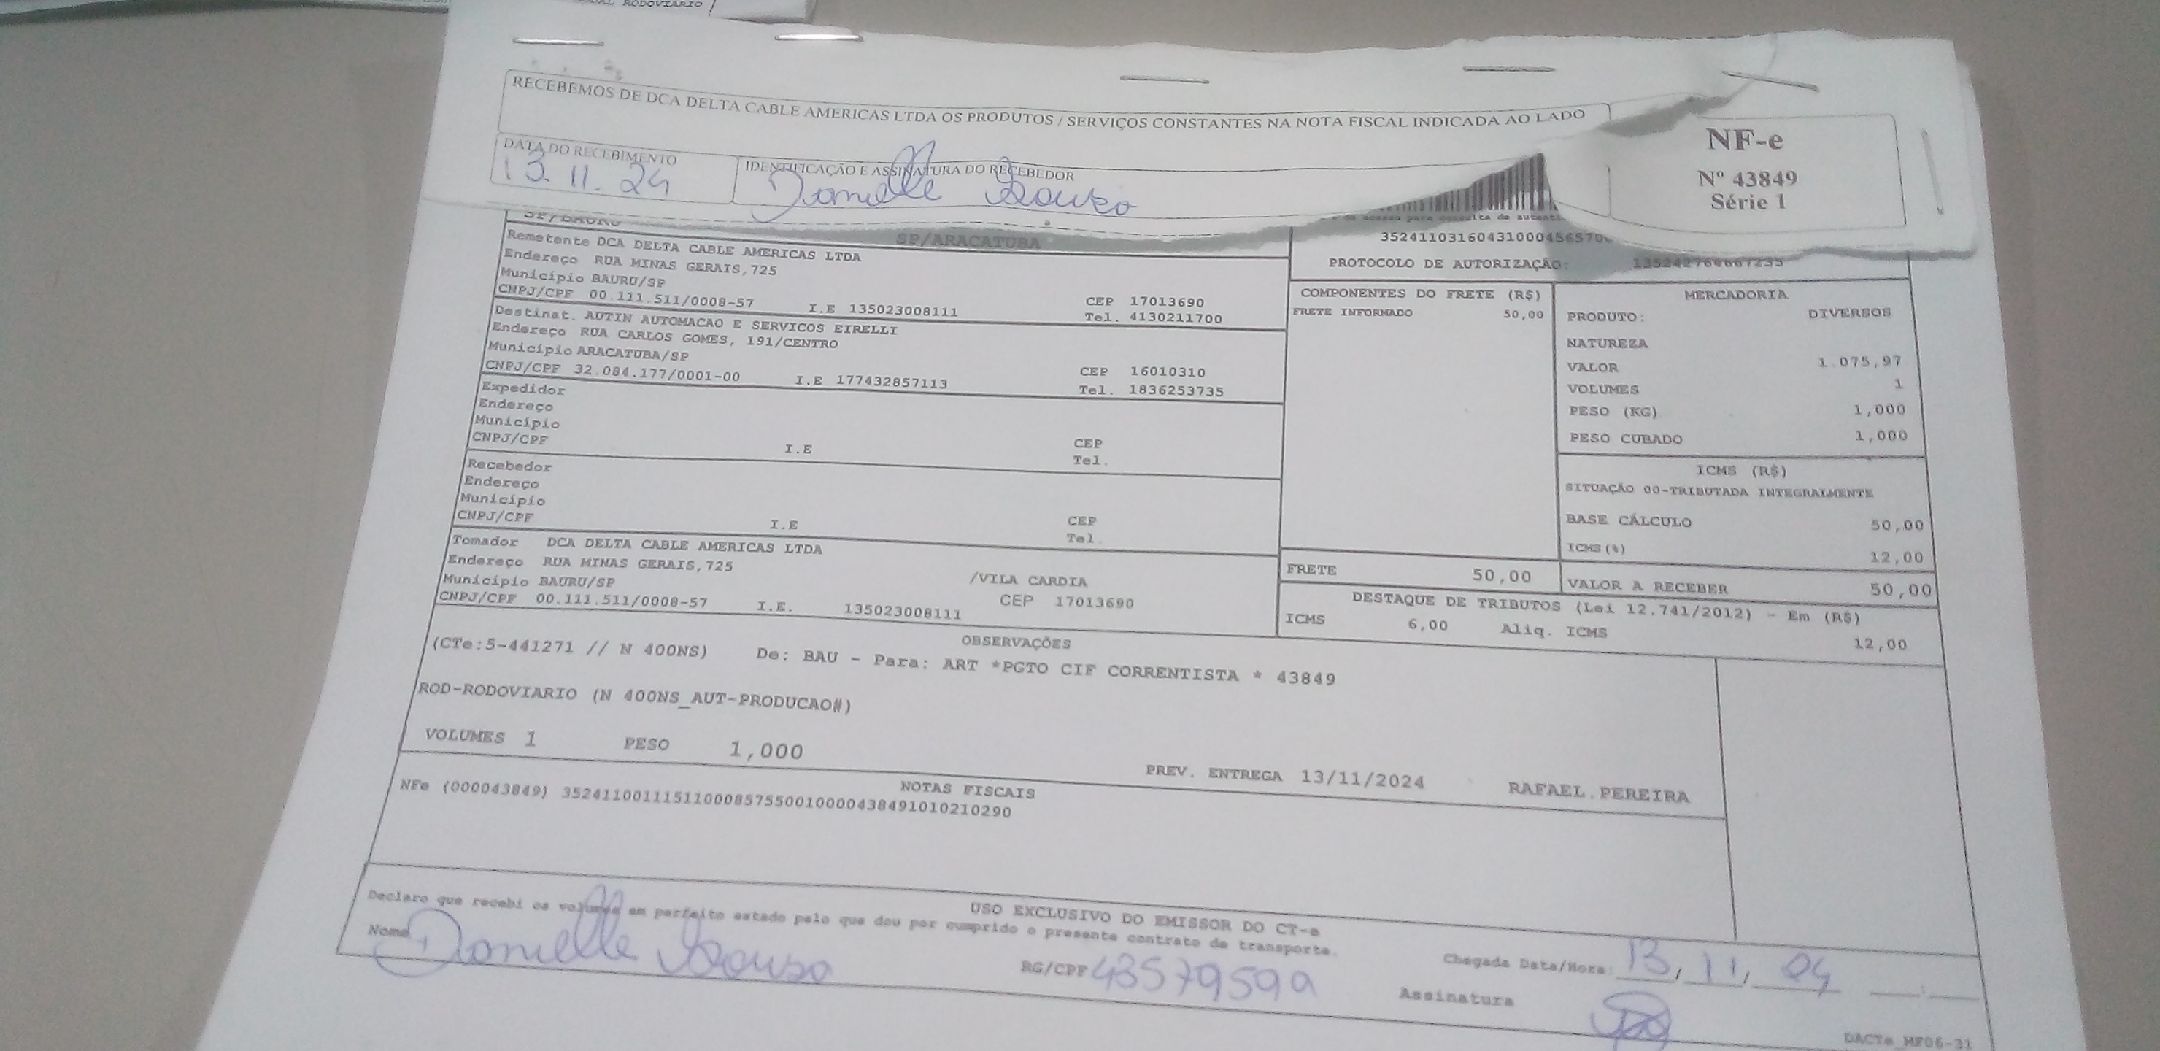 RODOVIARIO
RECEBEMOS DE DCA DELTA CABLE AMERICAS LTDA OS PRODUTOS / SERVIÇOS CONSTANTES NA NOTA FISCAL INDICADA AO LADO
DATA DO RECEBIMENTO
13.11.24
IDENTIFICAÇÃO E ASSINATURA DO RECEBEDOR
Danielle Souza
NF-e
Nº 43849
Série 1
SP/BAURU
SP/ARACATUBA
Remetente DCA DELTA CABLE AMERICAS LTDA
Endereço RUA MINAS GERAIS,725
Município BAURU/SP
CEP 17013690
CNPJ/CPF 00.111.511/0008-57 I.E 135023008111 Tel. 4130211700
Destinat. AUTIN AUTOMACAO E SERVICOS EIRELLI
Endereço RUA CARLOS GOMES, 191/CENTRO
Município ARACATUBA/SP
CEP 16010310
CNPJ/CPF 32.084.177/0001-00 I.E 177432857113 Tel. 1836253735
Expedidor
Endereço
Município
CEP
CNPJ/CPF I.E Tel.
Recebedor
Endereço
Município
CEP
CNPJ/CPF I.E Tel.
Tomador DCA DELTA CABLE AMERICAS LTDA
Endereço RUA MINAS GERAIS,725 /VILA CARDIA
Município BAURU/SP CEP 17013690
CNPJ/CPF 00.111.511/0008-57 I.E. 135023008111
PROTOCOLO DE AUTORIZAÇÃO:
COMPONENTES DO FRETE (R$)
FRETE INFORMADO 50,00
MERCADORIA
PRODUTO: DIVERSOS
NATUREZA
VALOR 1.075,97
VOLUMES 1
PESO (KG) 1,000
PESO CUBADO 1,000
ICMS (R$)
SITUAÇÃO 00-TRIBUTADA INTEGRALMENTE
BASE CÁLCULO 50,00
ICMS(%) 12,00
FRETE 50,00
VALOR A RECEBER 50,00
DESTAQUE DE TRIBUTOS (Lei 12.741/2012) - Em (R$)
ICMS 6,00 Aliq. ICMS 12,00
OBSERVAÇÕES
(CTe:5-441271 // N 400NS) De: BAU - Para: ART *PGTO CIF CORRENTISTA * 43849
ROD-RODOVIARIO (N 400NS_AUT-PRODUCAO#)
VOLUMES 1 PESO 1,000
PREV. ENTREGA 13/11/2024 RAFAEL.PEREIRA
NOTAS FISCAIS
NFe (000043849) 35241100111511000857550010000438491010210290
USO EXCLUSIVO DO EMISSOR DO CT-e
Declaro que recebi os volumes em perfeito estado pelo que dou por cumprido o presente contrato de transporte.
Nome Danielle Souza
RG/CPF 43579599
Chegada Data/Hora: 13, 11, 24
Assinatura
DACTe_MF06-31